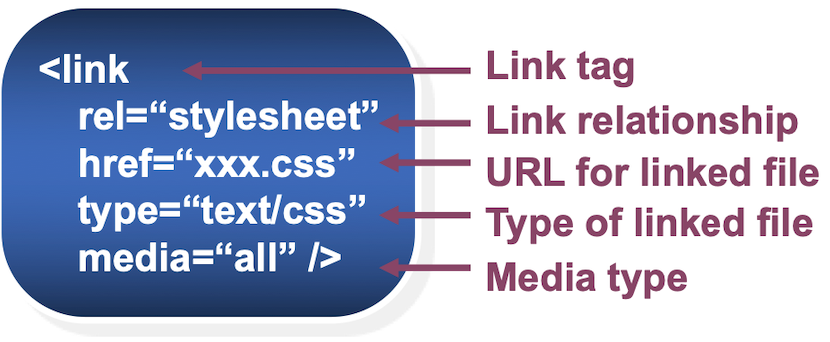 <link
rel=“stylesheet”
href=“xxx.css”
type=“text/css”
media=“all” />
Link tag
Link relationship
URL for linked file
Type of linked file
Media type